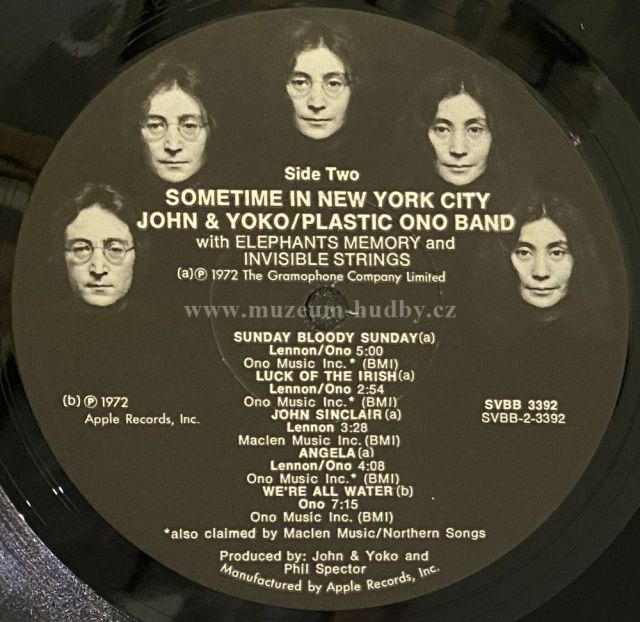 Side Two
SOMETIME IN NEW YORK CITY
JOHN & YOKO/PLASTIC ONO BAND
with ELEPHANTS MEMORY and
INVISIBLE STRINGS
(a)℗ 1972 The Gramophone Company Limited
www.muzeum-hudby.cz
SUNDAY BLOODY SUNDAY(a)
Lennon/Ono 5:00
Ono Music Inc.* (BMI)
LUCK OF THE IRISH(a)
Lennon/Ono 2:54
Ono Music Inc.* (BMI)
JOHN SINCLAIR(a)
Lennon 3:28
Maclen Music Inc. (BMI)
ANGELA(a)
Lennon/Ono 4:08
Ono Music Inc.* (BMI)
WE'RE ALL WATER(b)
Ono 7:15
Ono Music Inc. (BMI)
(b) ℗ 1972
Apple Records, Inc.
SVBB 3392
SVBB-2-3392
*also claimed by Maclen Music/Northern Songs
Produced by: John & Yoko and
Phil Spector
Manufactured by Apple Records, Inc.